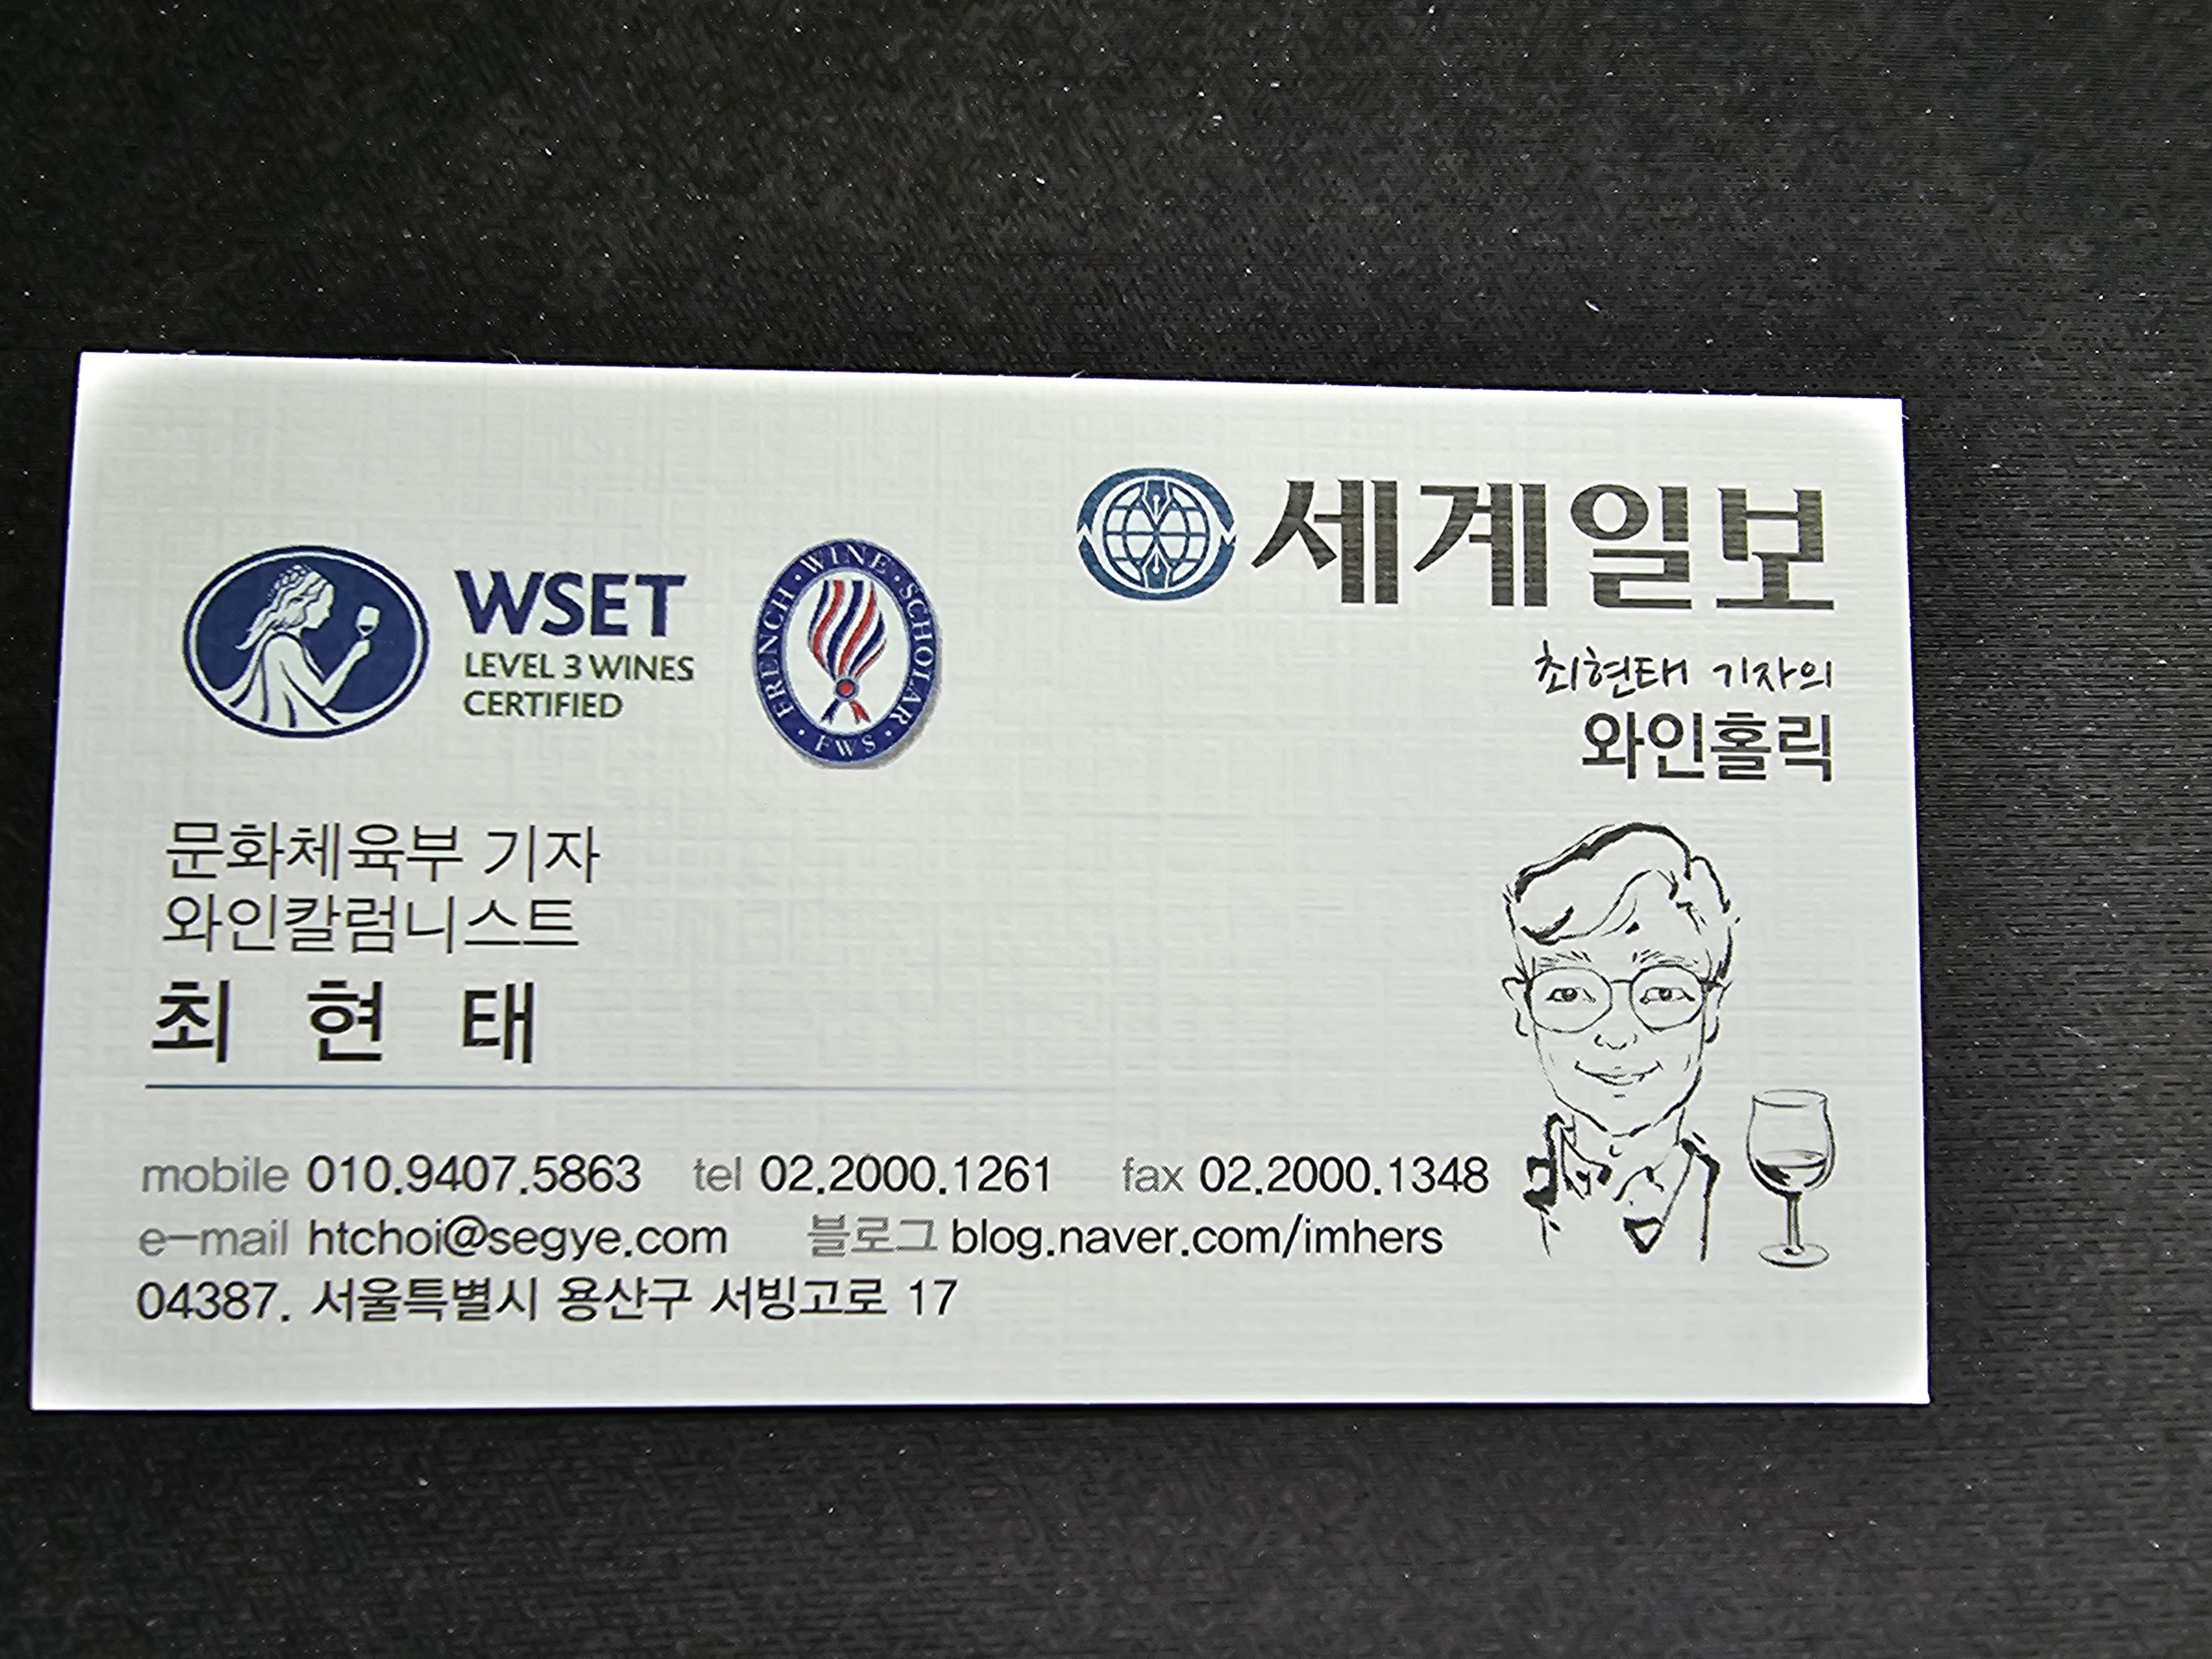 세계일보
최현태 기자의
와인홀릭
WSET
LEVEL 3 WINES
CERTIFIED
FRENCH · WINE · SCHOLAR
· FWS ·
문화체육부 기자
와인칼럼니스트
최 현 태
mobile 010.9407.5863 tel 02.2000.1261 fax 02.2000.1348
e-mail htchoi@segye.com 블로그 blog.naver.com/imhers
04387. 서울특별시 용산구 서빙고로 17